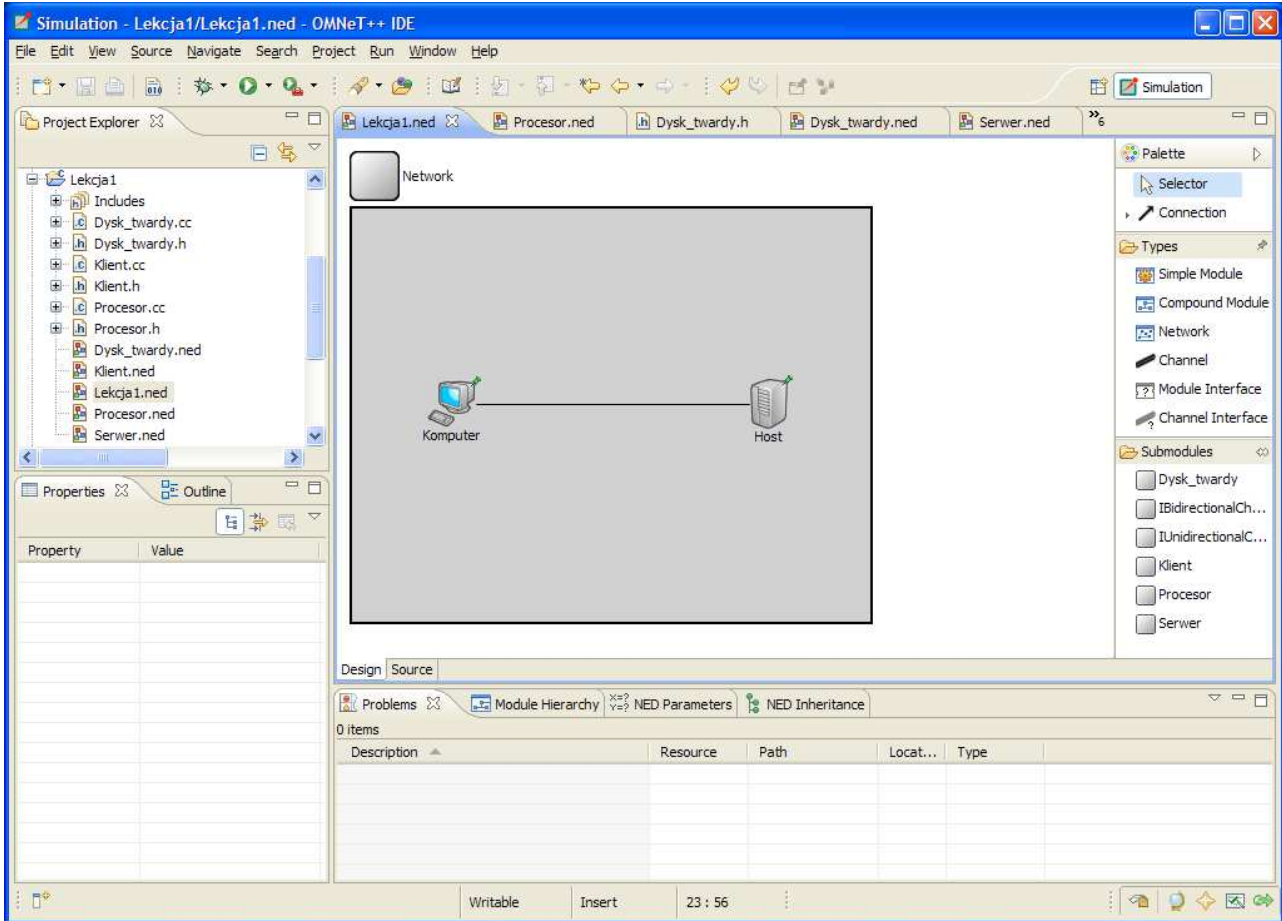 Simulation - Lekcja1/Lekcja1.ned - OMNeT++ IDE
File Edit View Source Navigate Search Project Run Window Help
010
Simulation
Project Explorer
Lekcja1.ned Procesor.ned .h Dysk_twardy.h Dysk_twardy.ned Serwer.ned »6
Lekcja1
Includes
.c Dysk_twardy.cc
.h Dysk_twardy.h
.c Klient.cc
.h Klient.h
.c Procesor.cc
.h Procesor.h
Dysk_twardy.ned
Klient.ned
Lekcja1.ned
Procesor.ned
Serwer.ned
Network
Komputer
Host
Palette
Selector
Connection
Types
Simple Module
Compound Module
Network
Channel
Module Interface
Channel Interface
Submodules
Dysk_twardy
IBidirectionalCh...
IUnidirectionalC...
Klient
Procesor
Serwer
Design Source
Properties Outline
Property Value
Problems Module Hierarchy X=? Y=? NED Parameters NED Inheritance
0 items
Description Resource Path Locat... Type
Writable Insert 23 : 56